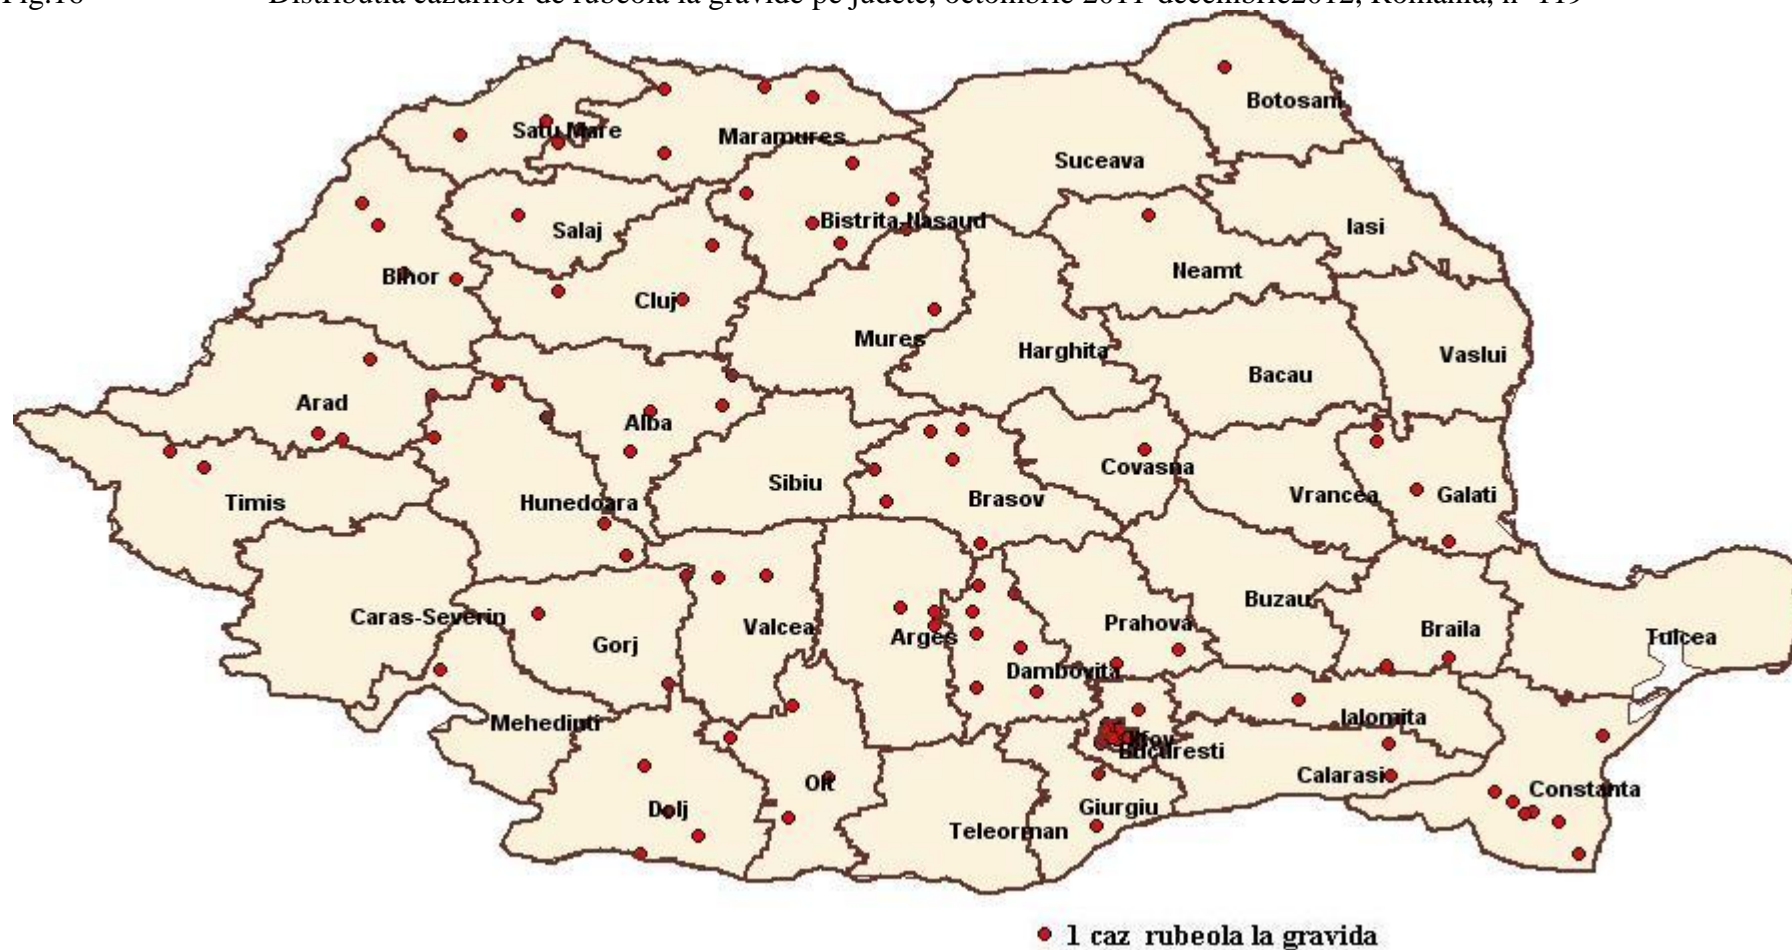 Fig.16 Distributia cazurilor de rubeola la gravide pe judete, octombrie 2011-decembrie2012, Romania, n=119
Botosani
Satu Mare
Maramures
Suceava
Salaj
Bistrita-Nasaud
Iasi
Bihor
Cluj
Neamt
Mures
Harghita
Vaslui
Bacau
Arad
Alba
Covasna
Sibiu
Timis
Hunedoara
Brasov
Vrancea
Galati
Buzau
Caras-Severin
Gorj
Valcea
Arges
Prahova
Braila
Tulcea
Dambovita
Mehedinti
Ialomita
Ilfov
Bucuresti
Calarasi
Olt
Constanta
Dolj
Giurgiu
Teleorman
1 caz rubeola la gravida